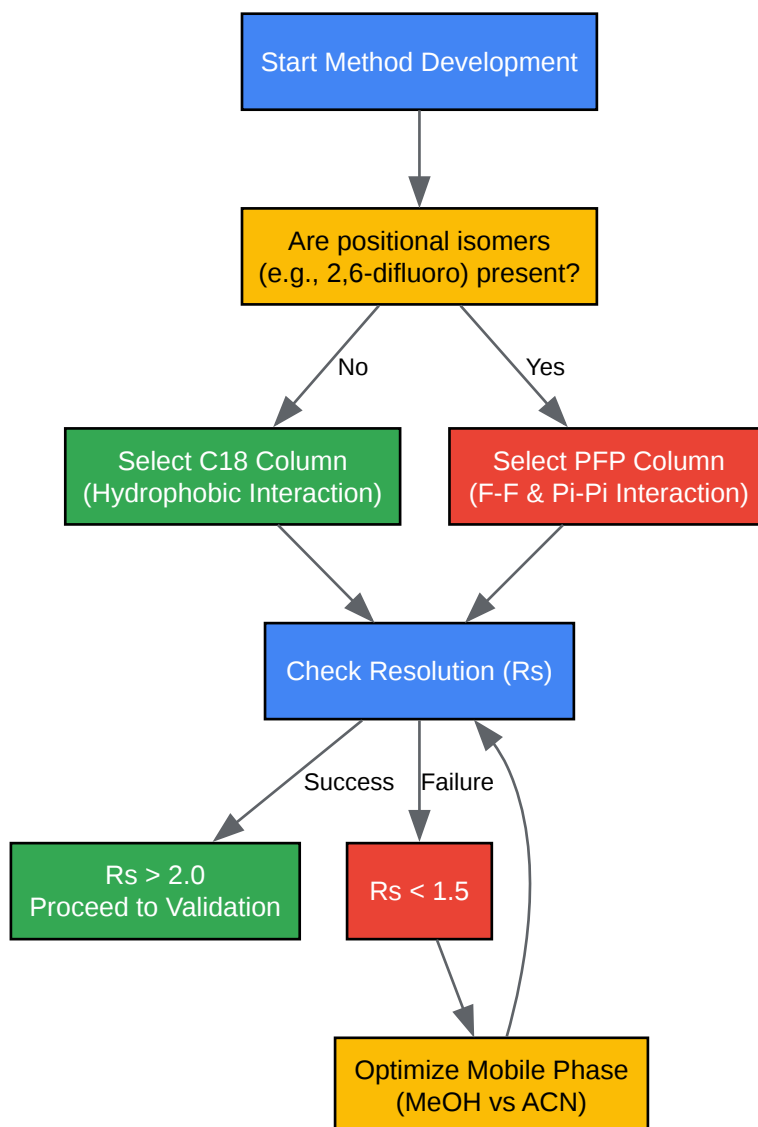 Start Method Development
Are positional isomers
(e.g., 2,6-difluoro) present?
No
Yes
Select C18 Column
(Hydrophobic Interaction)
Select PFP Column
(F-F & Pi-Pi Interaction)
Check Resolution (Rs)
Success
Failure
Rs > 2.0
Proceed to Validation
Rs < 1.5
Optimize Mobile Phase
(MeOH vs ACN)